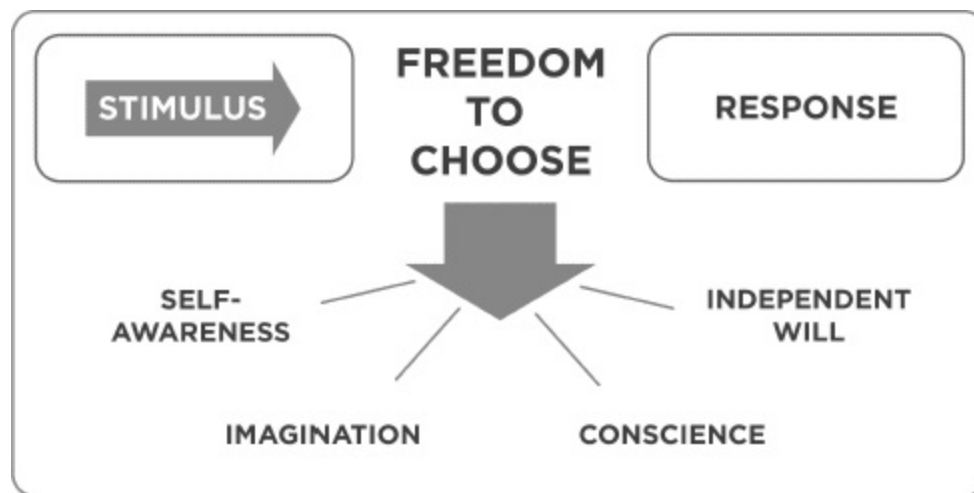 STIMULUS
FREEDOM
TO
CHOOSE
RESPONSE
SELF-
AWARENESS
IMAGINATION
CONSCIENCE
INDEPENDENT
WILL